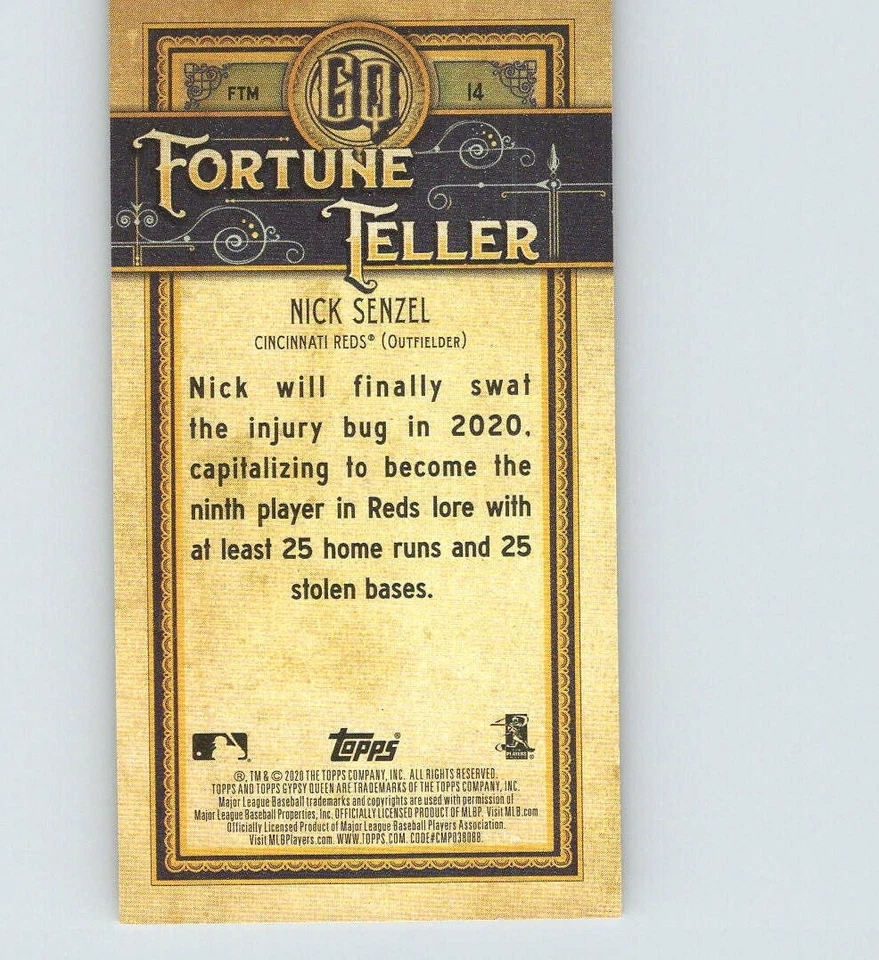 FTM GQ 14
FORTUNE
TELLER
NICK SENZEL
CINCINNATI REDS® (OUTFIELDER)
Nick will finally swat
the injury bug in 2020,
capitalizing to become the
ninth player in Reds lore with
at least 25 home runs and 25
stolen bases.
topps®
PLAYERS
®, TM & © 2020 THE TOPPS COMPANY, INC. ALL RIGHTS RESERVED.
TOPPS AND TOPPS GYPSY QUEEN ARE TRADEMARKS OF THE TOPPS COMPANY, INC.
Major League Baseball trademarks and copyrights are used with permission of
Major League Baseball Properties, Inc. OFFICIALLY LICENSED PRODUCT OF MLBP. Visit MLB.com
Officially Licensed Product of Major League Baseball Players Association.
Visit MLBPlayers.com. WWW.TOPPS.COM. CODE#CMP038088.